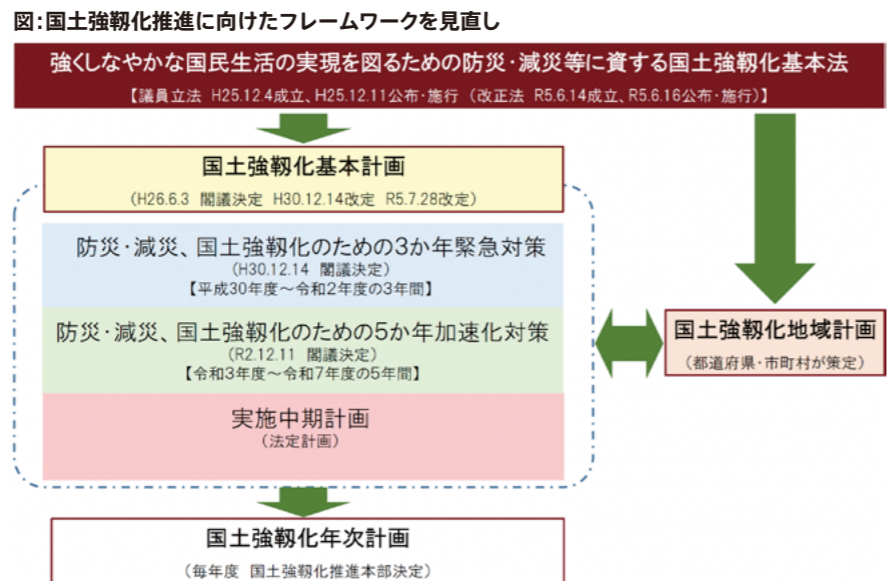 図:国土強靱化推進に向けたフレームワークを見直し
強くしなやかな国民生活の実現を図るための防災・減災等に資する国土強靱化基本法
【議員立法 H25.12.4成立、H25.12.11公布・施行 (改正法 R5.6.14成立、R5.6.16公布・施行)】
国土強靱化基本計画
(H26.6.3 閣議決定 H30.12.14改定 R5.7.28改定)
防災・減災、国土強靱化のための3か年緊急対策
(H30.12.14 閣議決定)
【平成30年度~令和2年度の3年間】
防災・減災、国土強靱化のための5か年加速化対策
(R2.12.11 閣議決定)
【令和3年度~令和7年度の5年間】
実施中期計画
(法定計画)
国土強靱化地域計画
(都道府県・市町村が策定)
国土強靱化年次計画
(毎年度 国土強靱化推進本部決定)